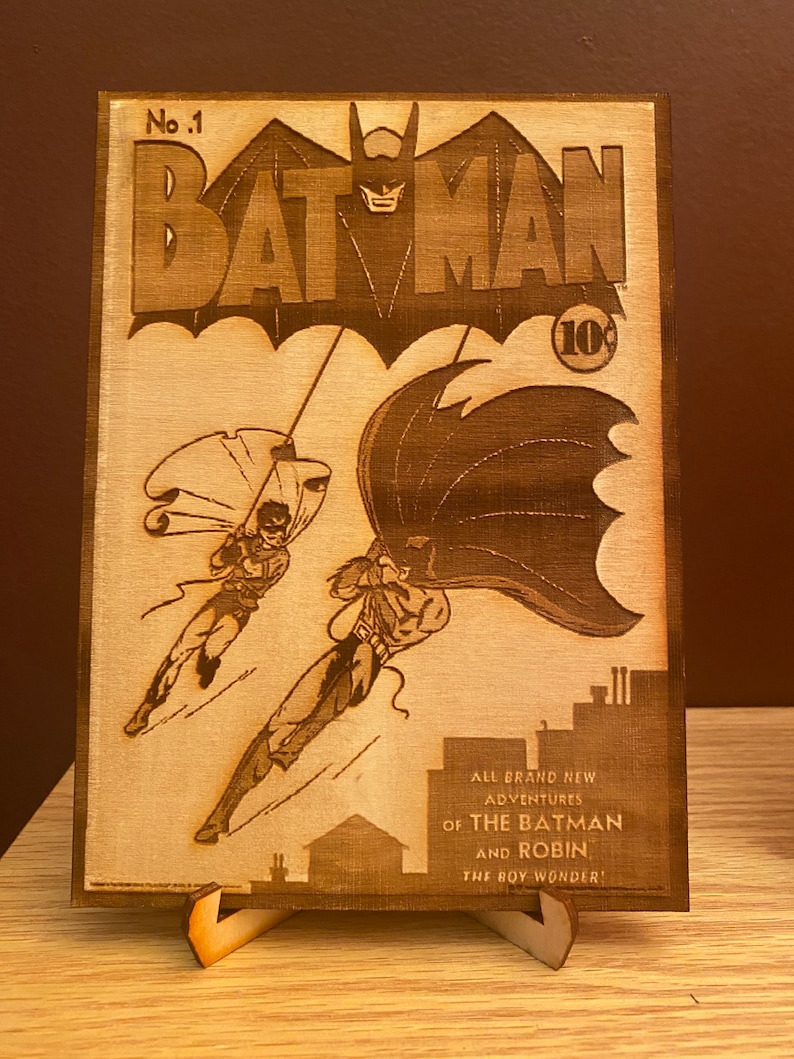 No .1
BATMAN
10¢
ALL BRAND NEW
ADVENTURES
OF THE BATMAN
AND ROBIN,
THE BOY WONDER!